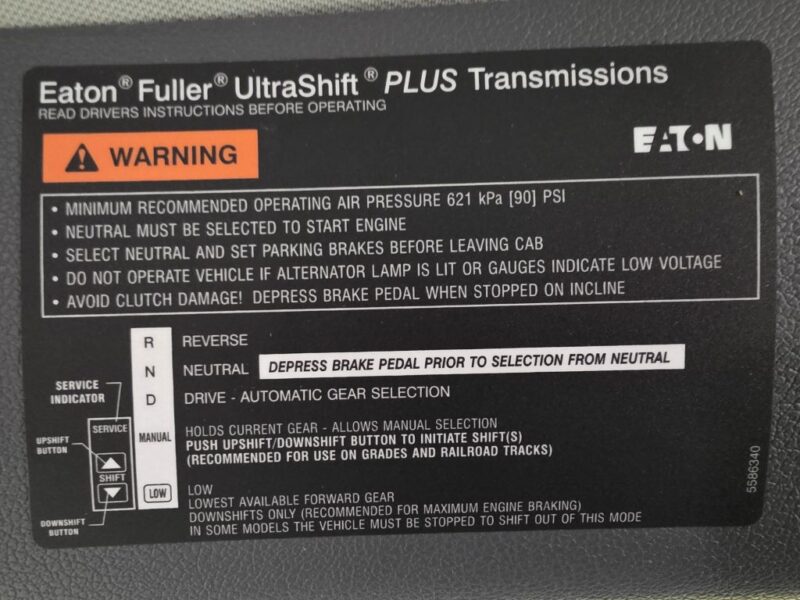 Eaton® Fuller® UltraShift® PLUS Transmissions
READ DRIVERS INSTRUCTIONS BEFORE OPERATING
WARNING
EATON
• MINIMUM RECOMMENDED OPERATING AIR PRESSURE 621 kPa [90] PSI
• NEUTRAL MUST BE SELECTED TO START ENGINE
• SELECT NEUTRAL AND SET PARKING BRAKES BEFORE LEAVING CAB
• DO NOT OPERATE VEHICLE IF ALTERNATOR LAMP IS LIT OR GAUGES INDICATE LOW VOLTAGE
• AVOID CLUTCH DAMAGE! DEPRESS BRAKE PEDAL WHEN STOPPED ON INCLINE
R REVERSE
N NEUTRAL DEPRESS BRAKE PEDAL PRIOR TO SELECTION FROM NEUTRAL
D DRIVE - AUTOMATIC GEAR SELECTION
SERVICE
INDICATOR
SERVICE
UPSHIFT
BUTTON
SHIFT
DOWNSHIFT
BUTTON
MANUAL
HOLDS CURRENT GEAR - ALLOWS MANUAL SELECTION
PUSH UPSHIFT/DOWNSHIFT BUTTON TO INITIATE SHIFT(S)
(RECOMMENDED FOR USE ON GRADES AND RAILROAD TRACKS)
LOW
LOW
LOWEST AVAILABLE FORWARD GEAR
DOWNSHIFTS ONLY (RECOMMENDED FOR MAXIMUM ENGINE BRAKING)
IN SOME MODELS THE VEHICLE MUST BE STOPPED TO SHIFT OUT OF THIS MODE
5586340